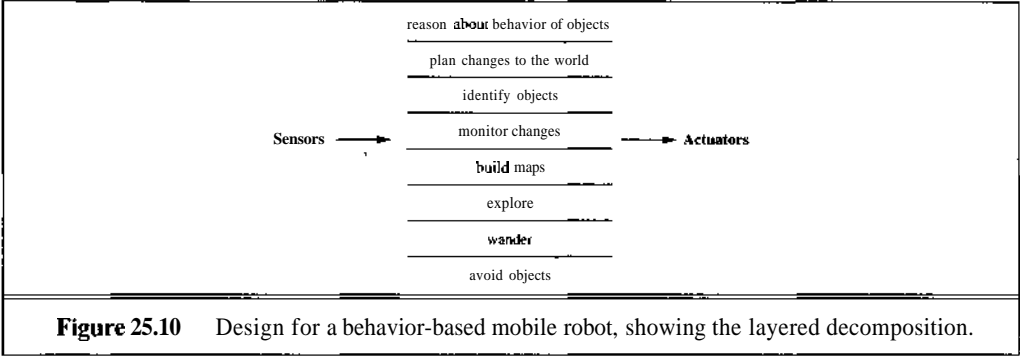 reason about behavior of objects
plan changes to the world
identify objects
Sensors monitor changes Actuators
build maps
explore
wander
avoid objects
Figure 25.10 Design for a behavior-based mobile robot, showing the layered decomposition.